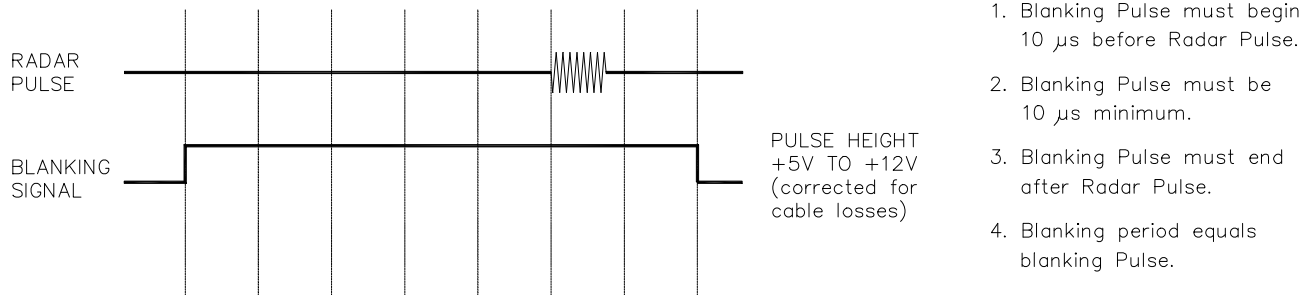 RADAR
PULSE
BLANKING
SIGNAL
PULSE HEIGHT
+5V TO +12V
(corrected for
cable losses)
1. Blanking Pulse must begin
10 µs before Radar Pulse.
2. Blanking Pulse must be
10 µs minimum.
3. Blanking Pulse must end
after Radar Pulse.
4. Blanking period equals
blanking Pulse.